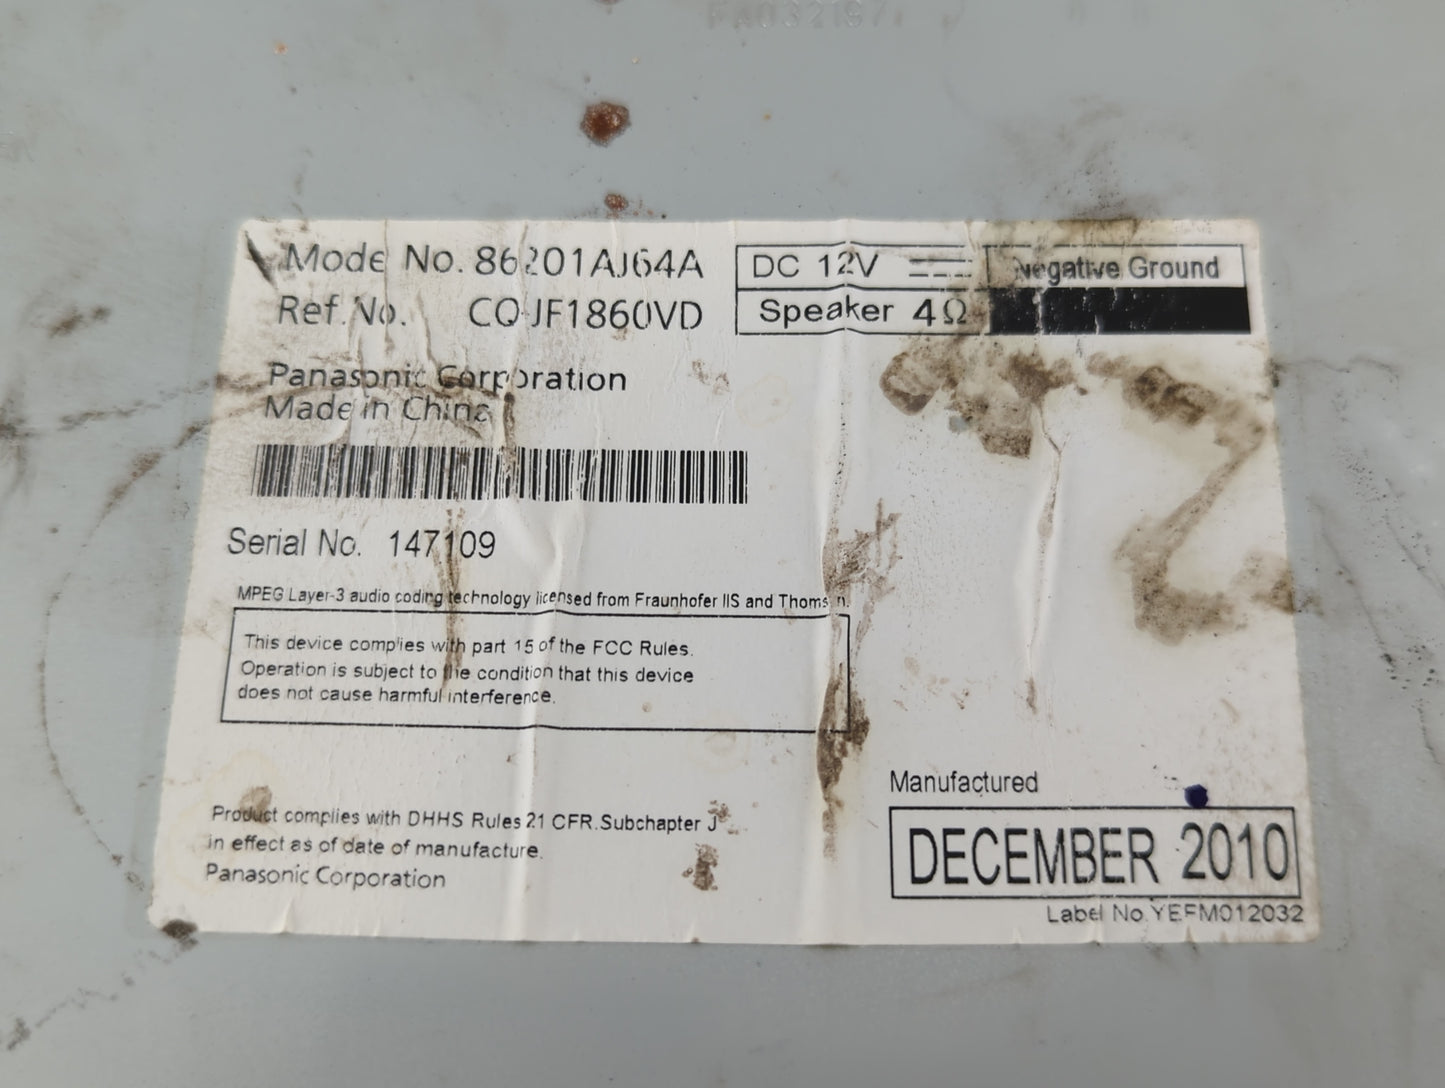 FA032197
Model No. 86201AJ64A
Ref. No. CQ-JF1860VD
DC 12V Negative Ground
Speaker 4Ω
Panasonic Corporation
Made in China
Serial No. 147109
MPEG Layer-3 audio coding technology licensed from Fraunhofer IIS and Thomson.
This device complies with part 15 of the FCC Rules.
Operation is subject to the condition that this device
does not cause harmful interference.
Product complies with DHHS Rules 21 CFR.Subchapter J
in effect as of date of manufacture.
Panasonic Corporation
Manufactured
DECEMBER 2010
Label No.YEFM012032